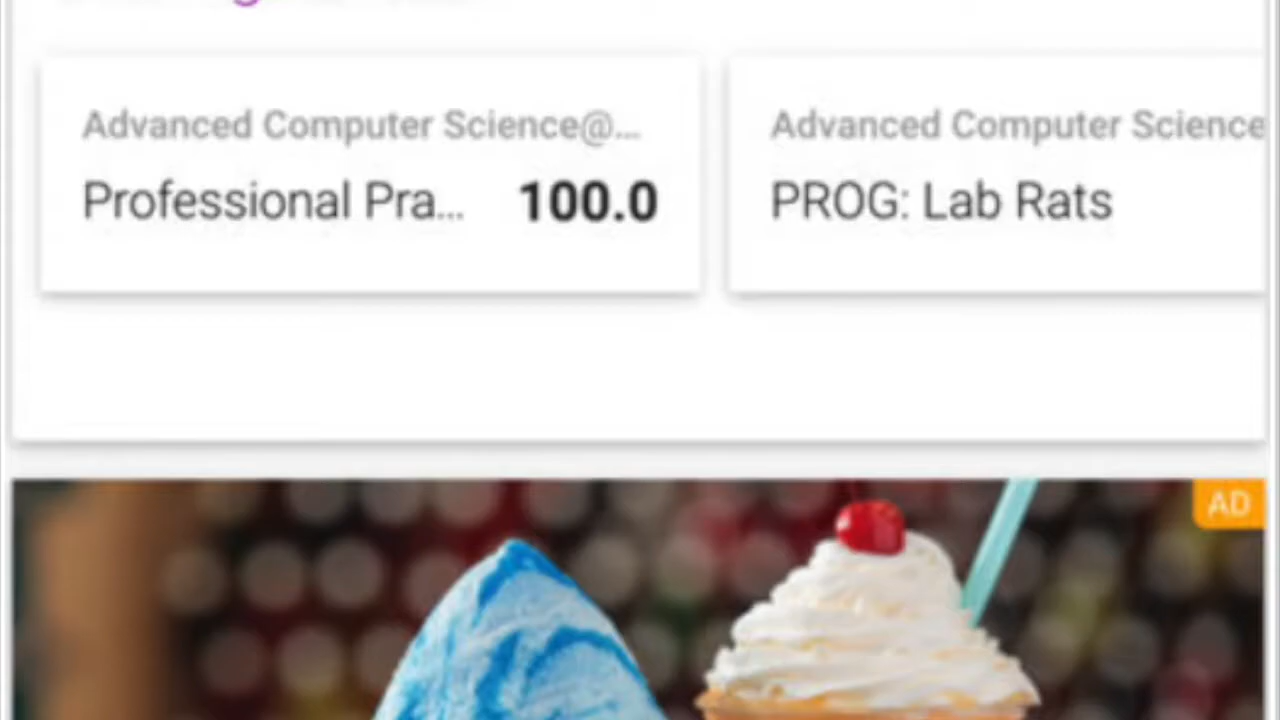 Advanced Computer Science@...
Professional Pra... 100.0
Advanced Computer Science
PROG: Lab Rats
AD